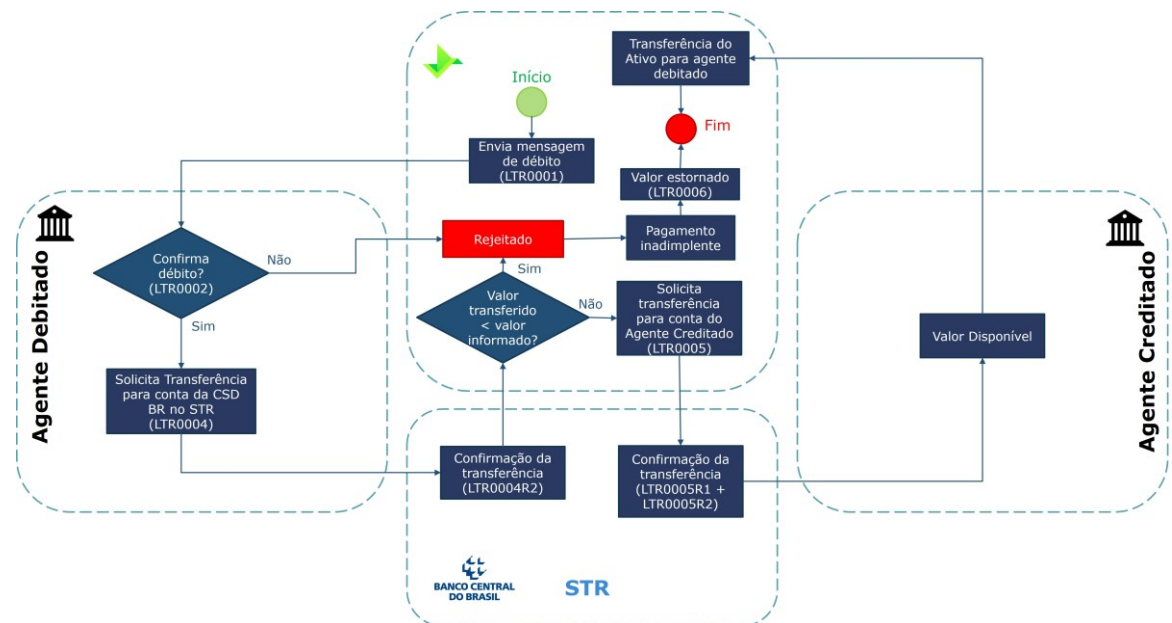 Início
Envia mensagem
de débito
(LTR0001)
Transferência do
Ativo para agente
debitado
Fim
Valor estornado
(LTR0006)
Pagamento
inadimplente
Rejeitado
Sim
Valor
transferido
< valor
informado?
Não
Solicita
transferência
para conta do
Agente Creditado
(LTR0005)
Agente Debitado
Confirma
débito?
(LTR0002)
Não
Sim
Solicita Transferência
para conta da CSD
BR no STR
(LTR0004)
Confirmação da
transferência
(LTR0004R2)
Confirmação da
transferência
(LTR0005R1 +
LTR0005R2)
BANCO CENTRAL
DO BRASIL
STR
Valor Disponível
Agente Creditado